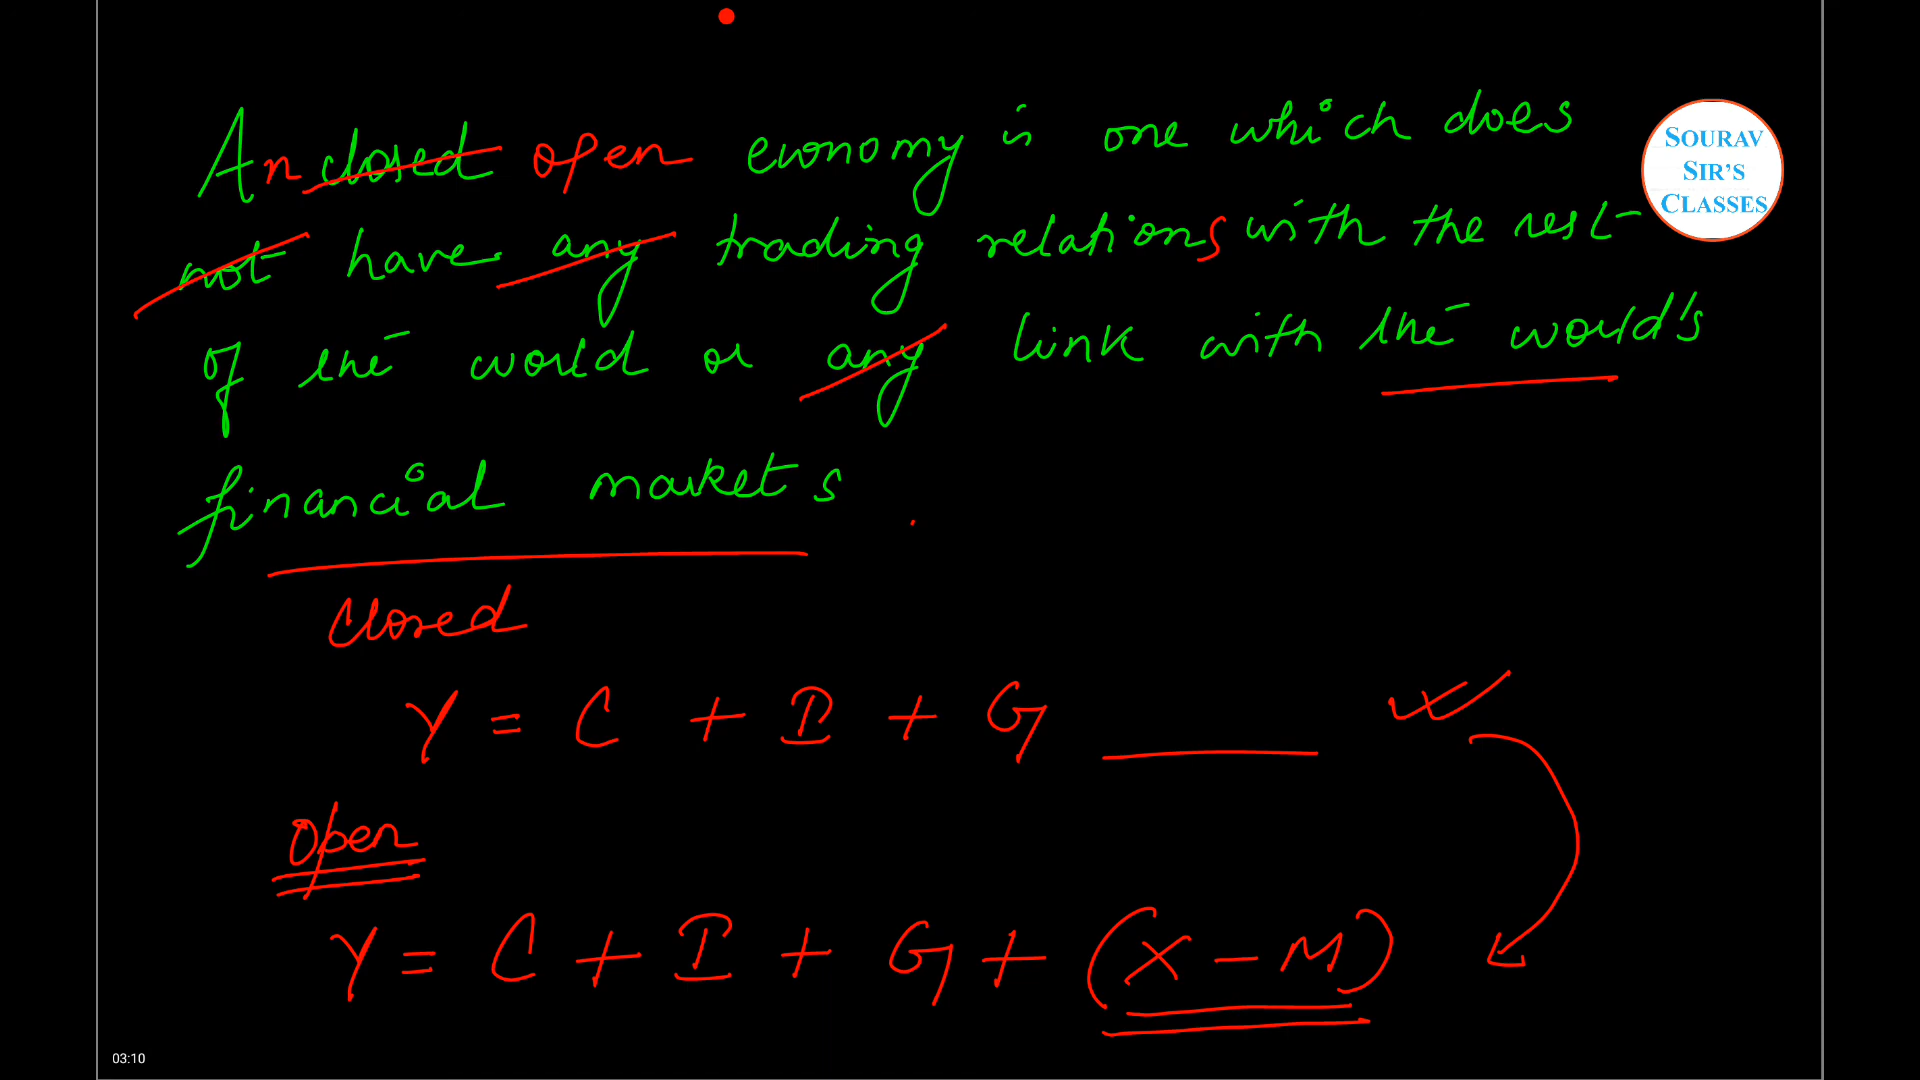 An closed open economy is one which does
not have any trading relations with the rest
of the world or any link with the world's
financial markets.
Closed
Y = C + I + G
Open
Y = C + I + G + (X - M)
SOURAV
SIR'S
CLASSES
03:10